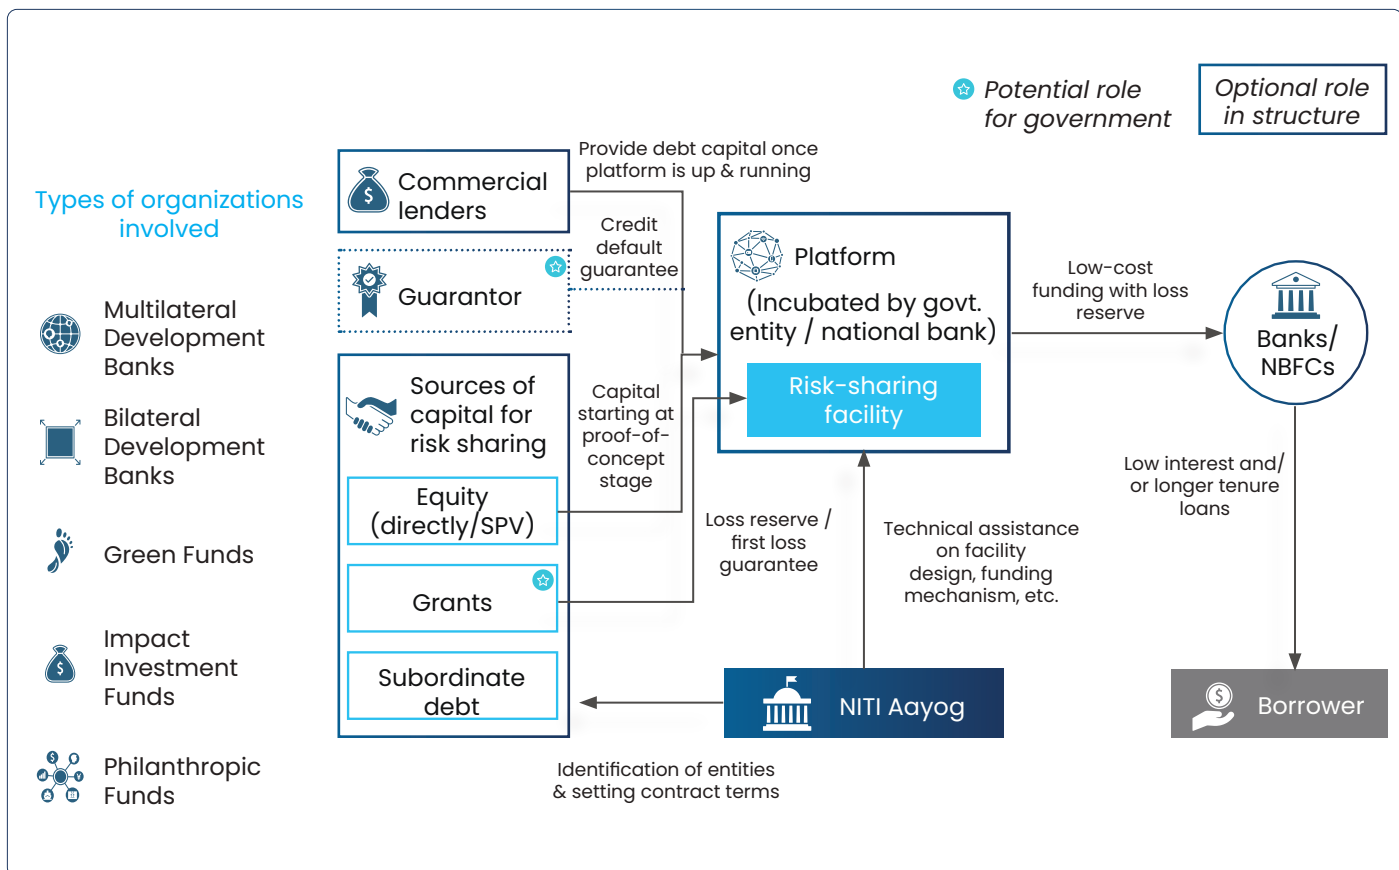 Potential role
for government
Optional role
in structure
Types of organizations
involved
Multilateral
Development
Banks
Bilateral
Development
Banks
Green Funds
Impact
Investment
Funds
Philanthropic
Funds
Commercial
lenders
Guarantor
Sources of
capital for
risk sharing
Equity
(directly/SPV)
Grants
Subordinate
debt
Provide debt capital once
platform is up & running
Credit
default
guarantee
Capital
starting at
proof-of-
concept
stage
Loss reserve /
first loss
guarantee
Platform
(Incubated by govt.
entity / national bank)
Risk-sharing
facility
Technical assistance
on facility
design, funding
mechanism, etc.
NITI Aayog
Identification of entities
& setting contract terms
Low-cost
funding with loss
reserve
Banks/
NBFCs
Low interest and/
or longer tenure
loans
Borrower